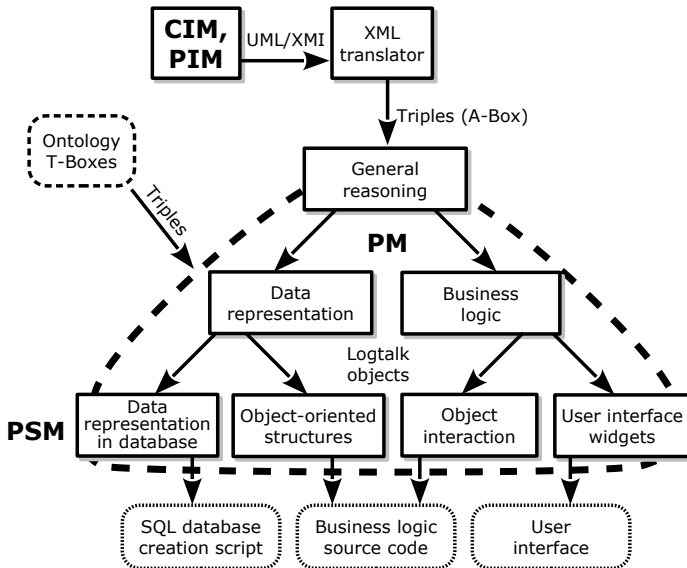 CIM,
PIM
UML/XMI
XML
translator
Triples (A-Box)
Ontology
T-Boxes
General
reasoning
Triples
PM
Data
representation
Business
logic
Logtalk
objects
PSM
Data
representation
in database
Object-oriented
structures
Object
interaction
User interface
widgets
SQL database
creation script
Business logic
source code
User
interface